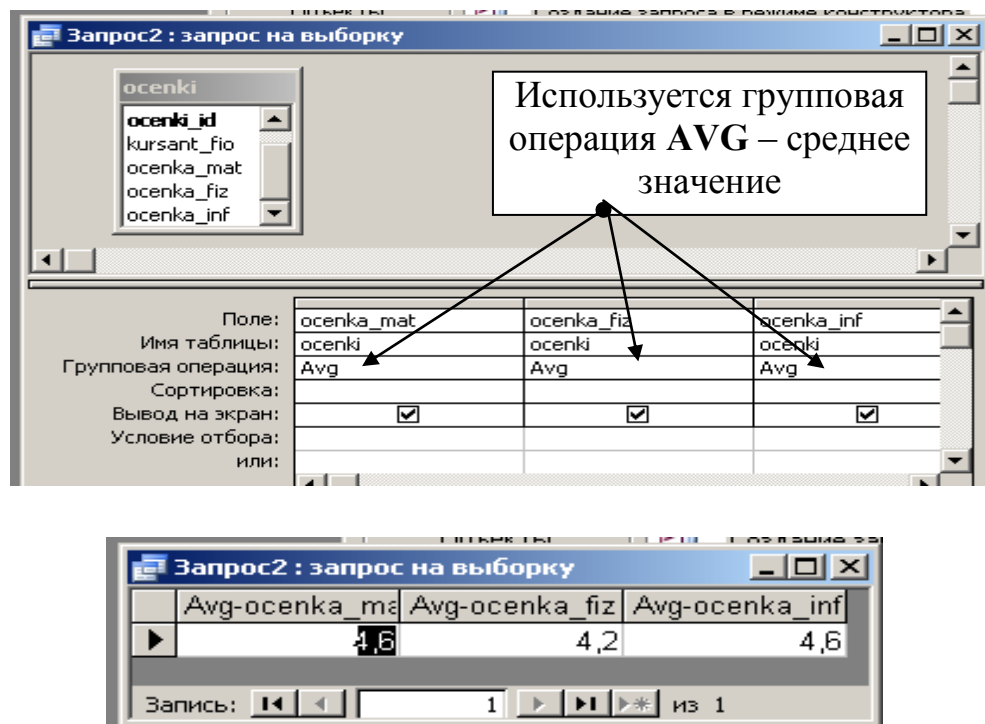 Запрос2 : запрос на выборку
ocenki
ocenki_id
kursant_fio
ocenka_mat
ocenka_fiz
ocenka_inf
Используется групповая
операция AVG – среднее
значение
Поле: ocenka_mat ocenka_fiz ocenka_inf
Имя таблицы: ocenki ocenki ocenki
Групповая операция: Avg Avg Avg
Сортировка:
Вывод на экран:
Условие отбора:
или:
Запрос2 : запрос на выборку
Avg-ocenka_ma Avg-ocenka_fiz Avg-ocenka_inf
4,6 4,2 4,6
Запись: 1 из 1